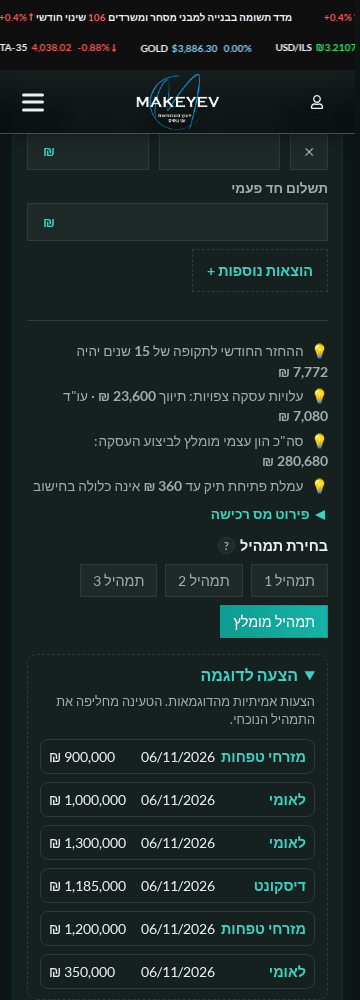 +0.4% מדד תשומה בבנייה למבני מסחר ומשרדים 106 שינוי חודשי ↑ +0.4%
TA-35 4,038.02 -0.88%↓ GOLD $3,886.30 0.00% USD/ILS ₪3.2107
MAKEYEV
× ₪
תשלום חד פעמי
₪
הוצאות נוספות +
💡 ההחזר החודשי לתקופה של 15 שנים יהיה
7,772 ₪
💡 עלויות עסקה צפויות: תיווך 23,600 ₪ · עו"ד
7,080 ₪
💡 סה"כ הון עצמי מומלץ לביצוע העסקה:
280,680 ₪
💡 עמלת פתיחת תיק עד 360 ₪ אינה כלולה בחישוב
◀ פירוט מס רכישה
בחירת תמהיל ?
תמהיל 1 תמהיל 2 תמהיל 3
תמהיל מומלץ
▼ הצעה לדוגמה
הצעות אמיתיות מהדוגמאות. הטעינה מחליפה את
התמהיל הנוכחי.
מזרחי טפחות 06/11/2026 900,000 ₪
לאומי 06/11/2026 1,000,000 ₪
לאומי 06/11/2026 1,300,000 ₪
דיסקונט 06/11/2026 1,185,000 ₪
מזרחי טפחות 06/11/2026 1,200,000 ₪
לאומי 06/11/2026 350,000 ₪